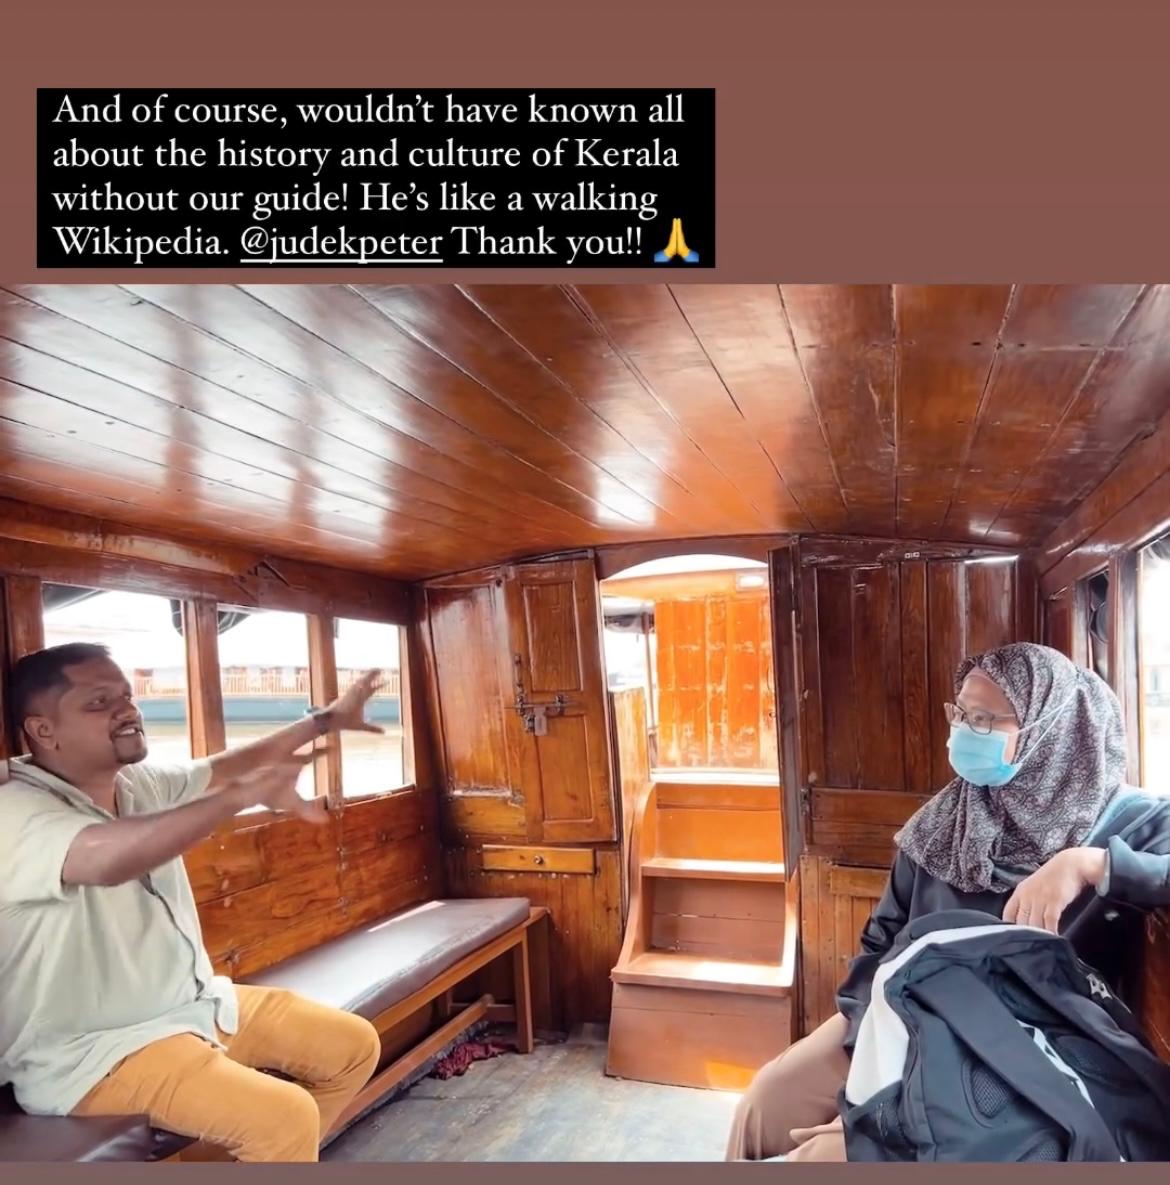 And of course, wouldn't have known all
about the history and culture of Kerala
without our guide! He's like a walking
Wikipedia. @judekpeter Thank you!! 🙏